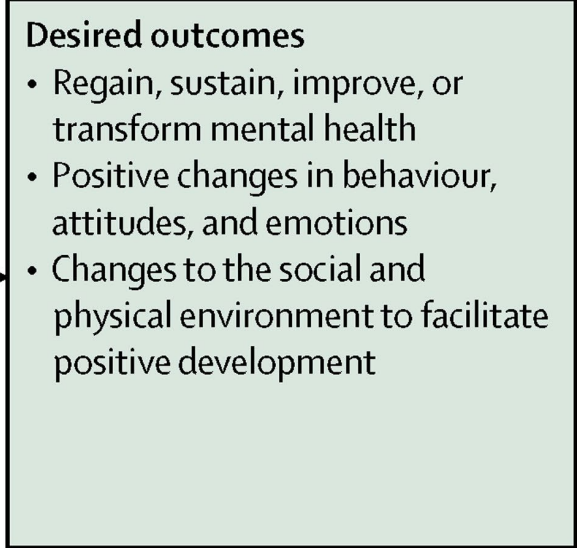 Desired outcomes
• Regain, sustain, improve, or
transform mental health
• Positive changes in behaviour,
attitudes, and emotions
• Changes to the social and
physical environment to facilitate
positive development